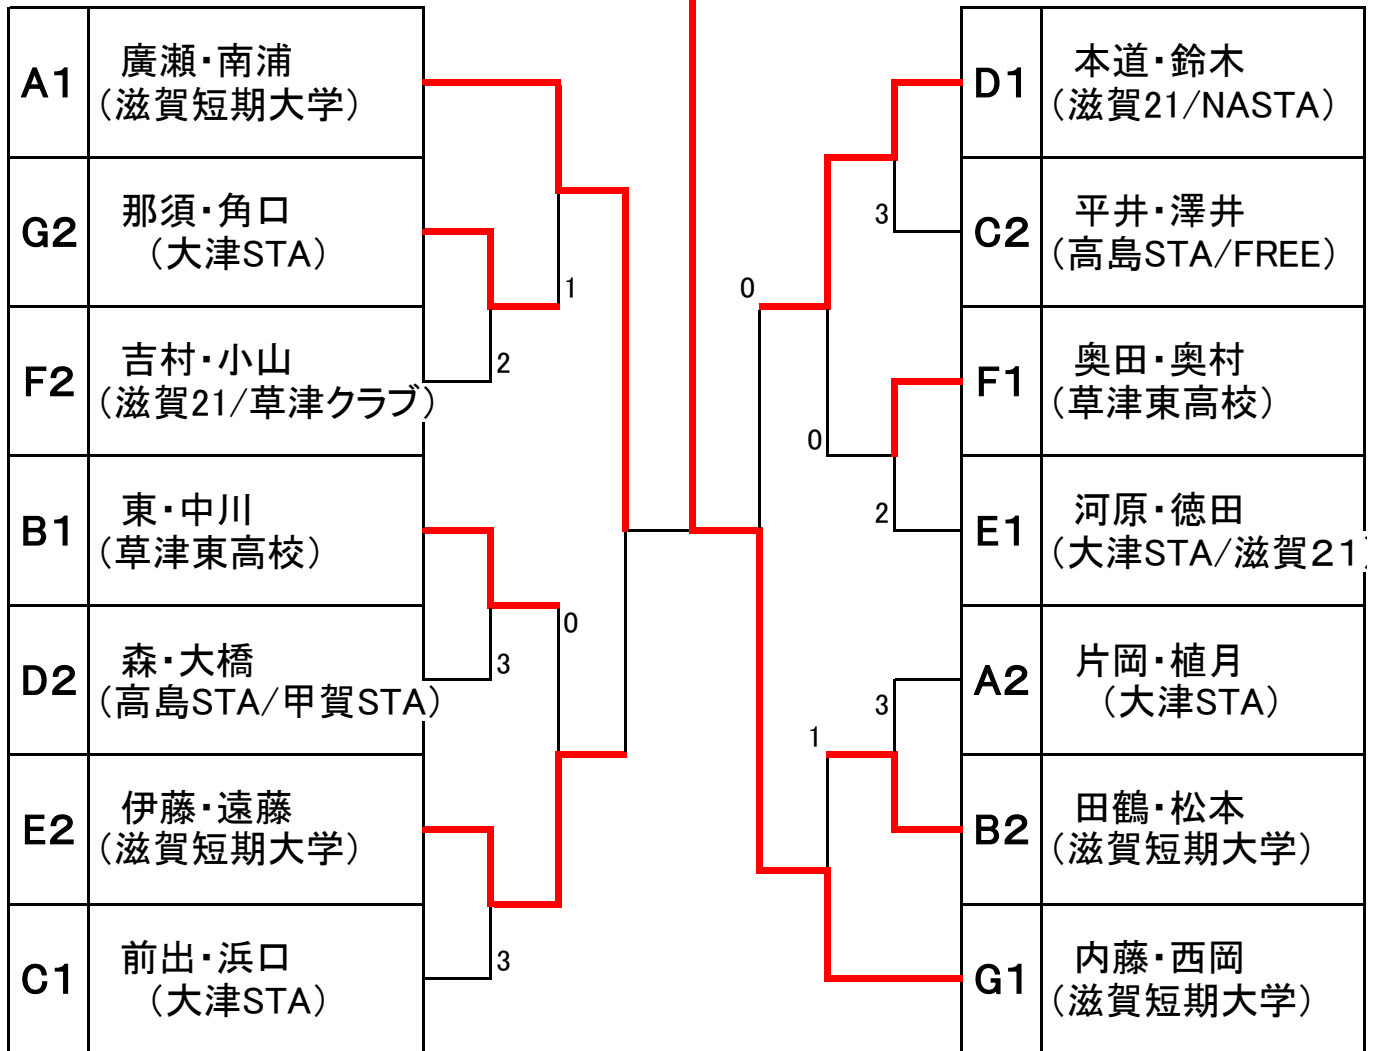 A1
廣瀬・南浦
(滋賀短期大学)
G2
那須・角口
(大津STA)
F2
吉村・小山
(滋賀21/草津クラブ)
B1
東・中川
(草津東高校)
D2
森・大橋
(高島STA/甲賀STA)
E2
伊藤・遠藤
(滋賀短期大学)
C1
前出・浜口
(大津STA)
1
2
0
3
3
0
3
0
2
3
1
D1
本道・鈴木
(滋賀21/NASTA)
C2
平井・澤井
(高島STA/FREE)
F1
奥田・奥村
(草津東高校)
E1
河原・徳田
(大津STA/滋賀21)
A2
片岡・植月
(大津STA)
B2
田鶴・松本
(滋賀短期大学)
G1
内藤・西岡
(滋賀短期大学)